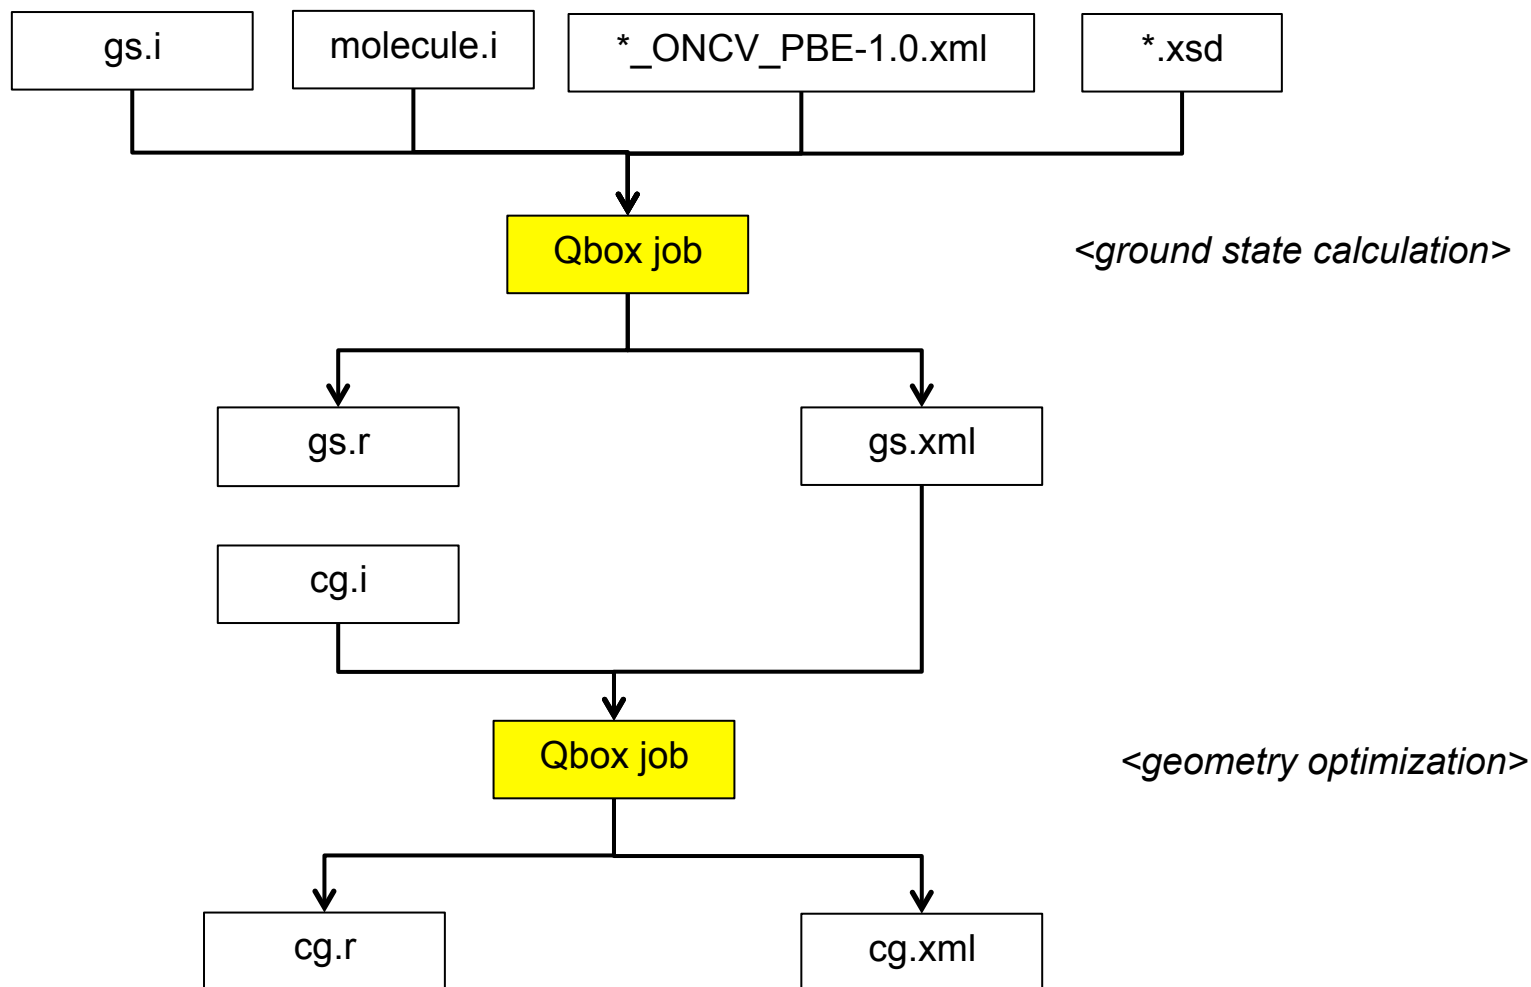 gs.i
molecule.i
*_ONCV_PBE-1.0.xml
*.xsd
Qbox job
<ground state calculation>
gs.r
gs.xml
cg.i
Qbox job
<geometry optimization>
cg.r
cg.xml